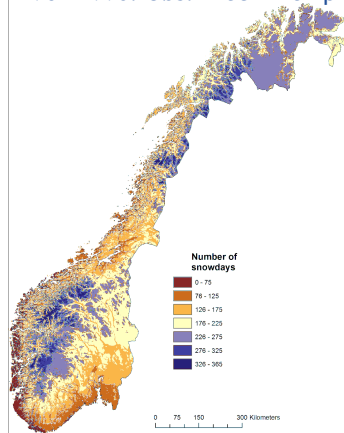 Number of
snowdays
0 - 75
76 - 125
126 - 175
176 - 225
226 - 275
276 - 325
326 - 365
0 75 150 300 Kilometers